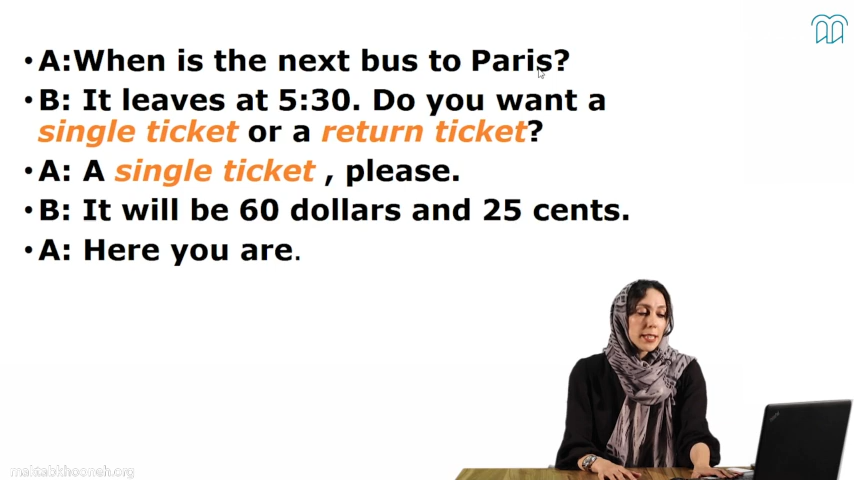 • A:When is the next bus to Paris?
• B: It leaves at 5:30. Do you want a
single ticket or a return ticket?
• A: A single ticket , please.
• B: It will be 60 dollars and 25 cents.
• A: Here you are.
maktabkhooneh.org